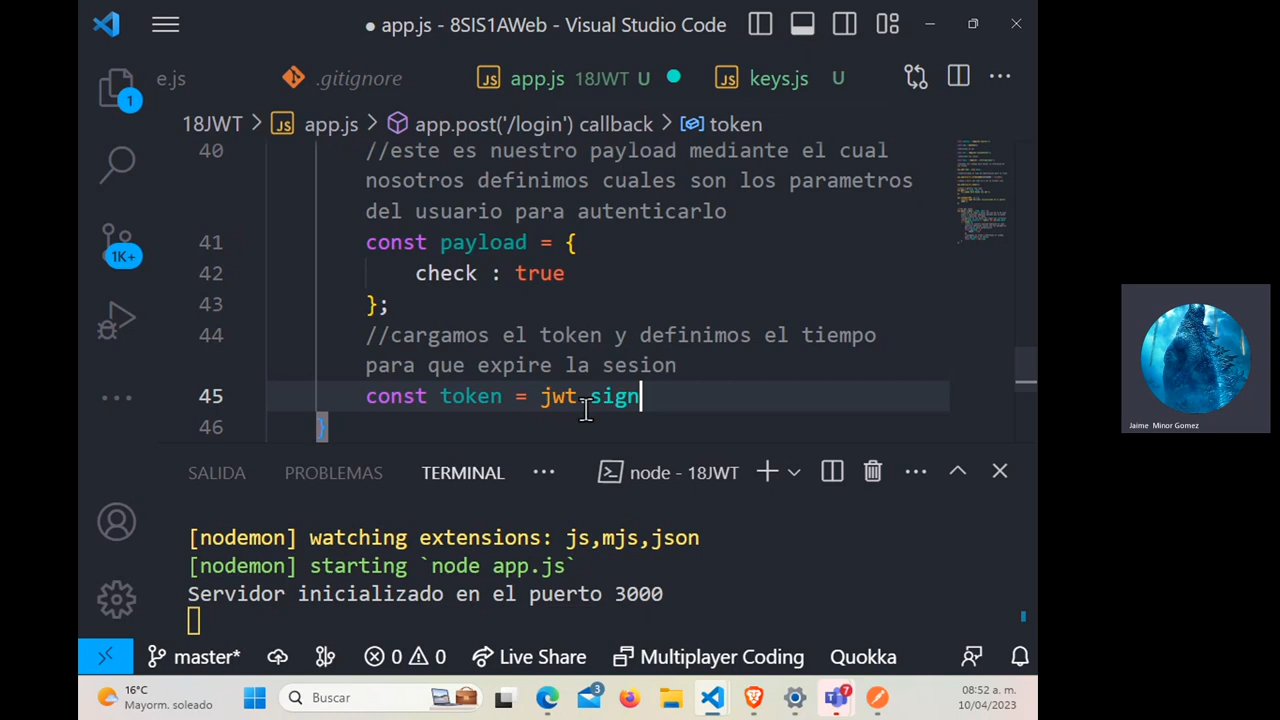 ● app.js - 8SIS1AWeb - Visual Studio Code
e.js
.gitignore
JS app.js 18JWT U
JS keys.js U
18JWT > JS app.js > app.post('/login') callback > token
40 //este es nuestro payload mediante el cual
nosotros definimos cuales son los parametros
del usuario para autenticarlo
41 const payload = {
42 check : true
43 };
44 //cargamos el token y definimos el tiempo
para que expire la sesion
45 const token = jwt.sign
46 }
1
1K+
SALIDA PROBLEMAS TERMINAL ··· node - 18JWT
[nodemon] watching extensions: js,mjs,json
[nodemon] starting `node app.js`
Servidor inicializado en el puerto 3000
master* 0 0 Live Share Multiplayer Coding Quokka
16°C
Mayorm. soleado
Buscar
3
7
08:52 a. m.
10/04/2023
Jaime Minor Gomez